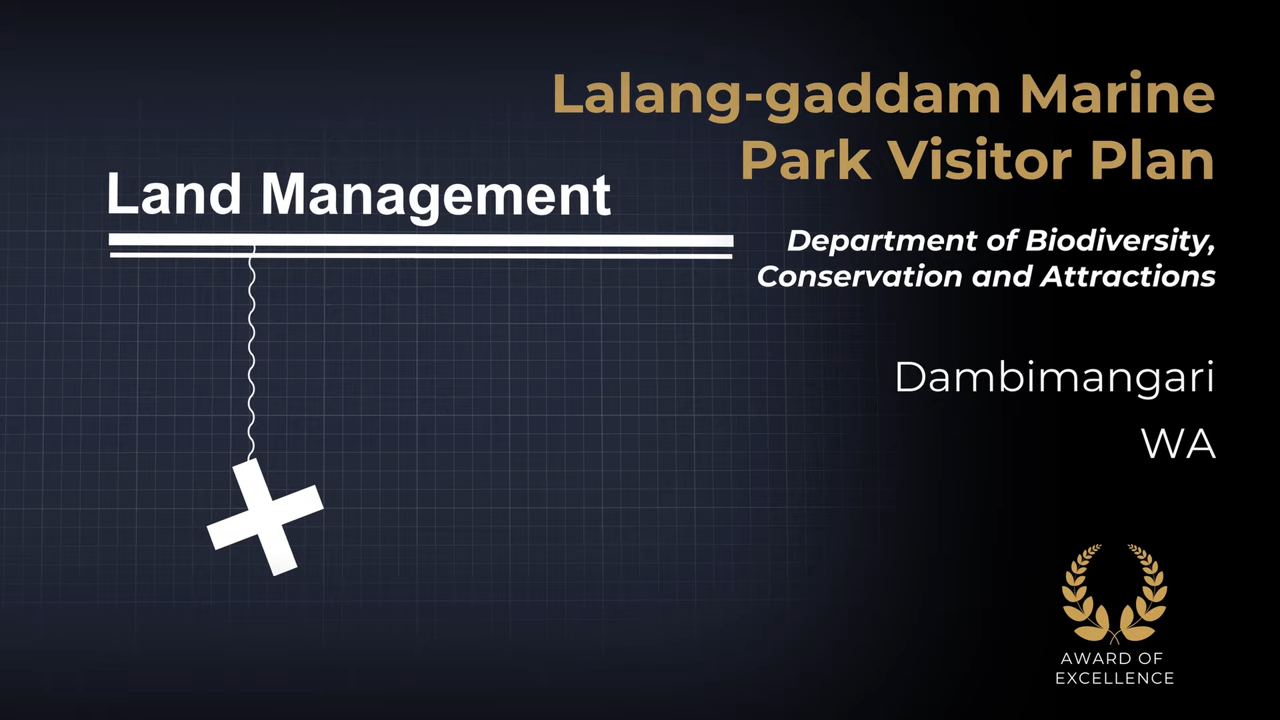 Lalang-gaddam Marine
Park Visitor Plan
Land Management
Department of Biodiversity,
Conservation and Attractions
Dambimangari
WA
AWARD OF
EXCELLENCE